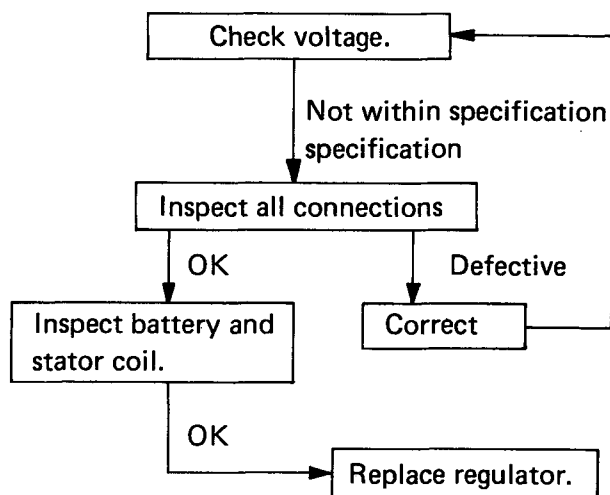 Check voltage.
Not within specification
specification
Inspect all connections
OK
Defective
Inspect battery and
stator coil.
Correct
OK
Replace regulator.